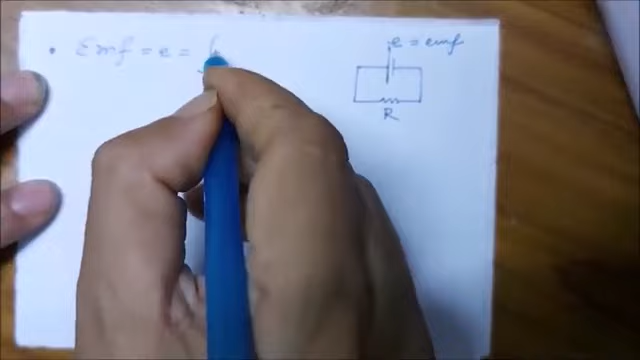 • Emf = e =
e = emf
R